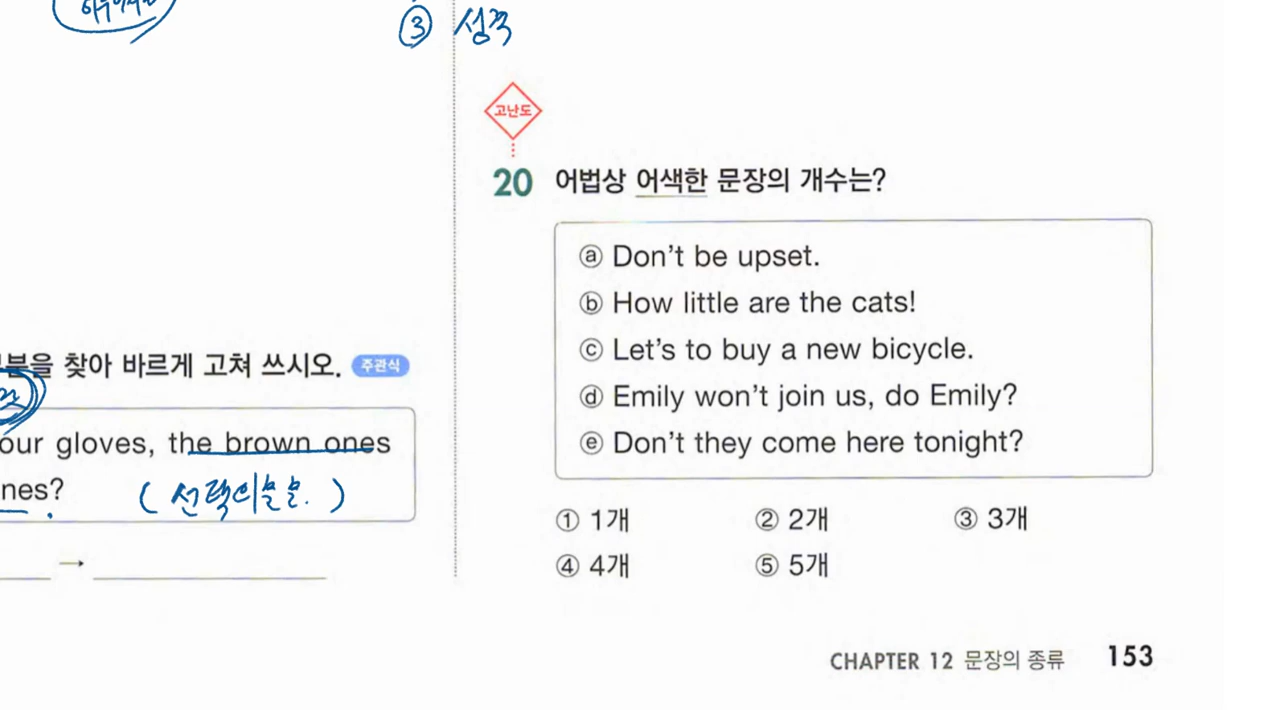 ③ 성격
고난도
20 어법상 어색한 문장의 개수는?
ⓐ Don't be upset.
ⓑ How little are the cats!
ⓒ Let's to buy a new bicycle.
ⓓ Emily won't join us, do Emily?
ⓔ Don't they come here tonight?
① 1개 ② 2개 ③ 3개
④ 4개 ⑤ 5개
부분을 찾아 바르게 고쳐 쓰시오. 주관식
our gloves, the brown ones
nes? (선택의문문.)
→
CHAPTER 12 문장의 종류 153